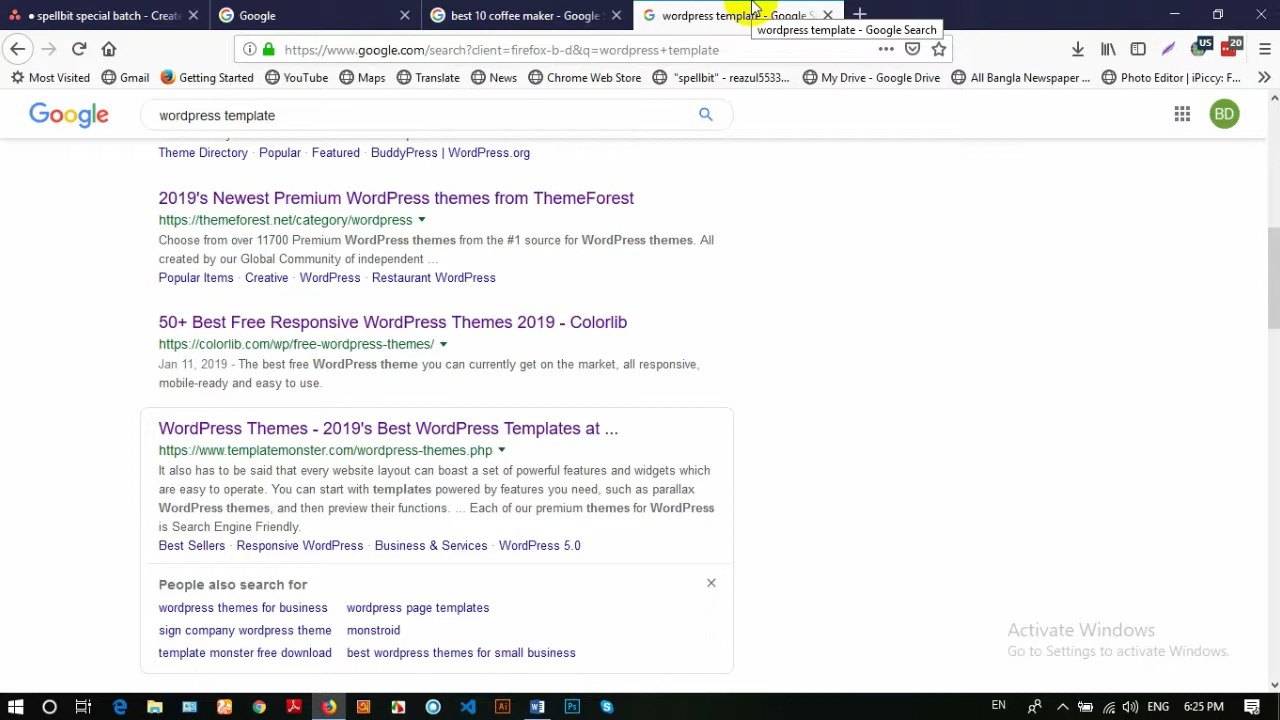 spellbit special batch - Create
Google
best 10 coffee maker - Google
wordpress template - Google S
wordpress template - Google Search
https://www.google.com/search?client=firefox-b-d&q=wordpress+template
US
20
Most Visited
Gmail
Getting Started
YouTube
Maps
Translate
News
Chrome Web Store
"spellbit" - reazul5533...
My Drive - Google Drive
All Bangla Newspaper ...
Photo Editor | iPiccy: F...
Google
wordpress template
BD
Theme Directory · Popular · Featured · BuddyPress | WordPress.org
2019's Newest Premium WordPress themes from ThemeForest
https://themeforest.net/category/wordpress
Choose from over 11700 Premium WordPress themes from the #1 source for WordPress themes. All
created by our Global Community of independent ...
Popular Items · Creative · WordPress · Restaurant WordPress
50+ Best Free Responsive WordPress Themes 2019 - Colorlib
https://colorlib.com/wp/free-wordpress-themes/
Jan 11, 2019 - The best free WordPress theme you can currently get on the market, all responsive,
mobile-ready and easy to use.
WordPress Themes - 2019's Best WordPress Templates at ...
https://www.templatemonster.com/wordpress-themes.php
It also has to be said that every website layout can boast a set of powerful features and widgets which
are easy to operate. You can start with templates powered by features you need, such as parallax
WordPress themes, and then preview their functions. ... Each of our premium themes for WordPress
is Search Engine Friendly.
Best Sellers · Responsive WordPress · Business & Services · WordPress 5.0
People also search for
wordpress themes for business
wordpress page templates
sign company wordpress theme
monstroid
template monster free download
best wordpress themes for small business
Activate Windows
Go to Settings to activate Windows.
EN
ENG
6:25 PM